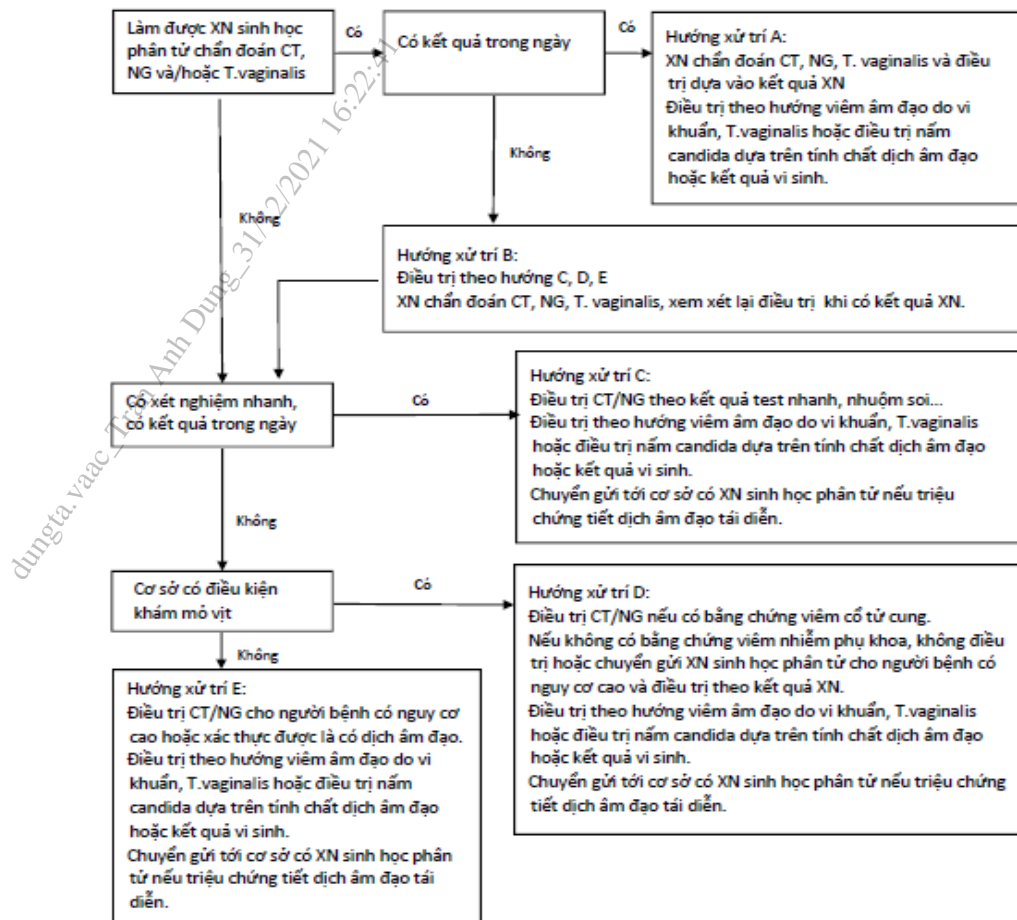 Làm được XN sinh học
phân tử chẩn đoán CT,
NG và/hoặc T.vaginalis
Có
Có kết quả trong ngày
Có
Hướng xử trí A:
XN chẩn đoán CT, NG, T. vaginalis và điều
trị dựa vào kết quả XN
Điều trị theo hướng viêm âm đạo do vi
khuẩn, T.vaginalis hoặc điều trị nấm
candida dựa trên tính chất dịch âm đạo
hoặc kết quả vi sinh.
Không
Không
Hướng xử trí B:
Điều trị theo hướng C, D, E
XN chẩn đoán CT, NG, T. vaginalis, xem xét lại điều trị khi có kết quả XN.
Có xét nghiệm nhanh,
có kết quả trong ngày
Có
Hướng xử trí C:
Điều trị CT/NG theo kết quả test nhanh, nhuộm soi...
Điều trị theo hướng viêm âm đạo do vi khuẩn, T.vaginalis
hoặc điều trị nấm candida dựa trên tính chất dịch âm đạo
hoặc kết quả vi sinh.
Chuyển gửi tới cơ sở có XN sinh học phân tử nếu triệu
chứng tiết dịch âm đạo tái diễn.
Không
Cơ sở có điều kiện
khám mỏ vịt
Có
Hướng xử trí D:
Điều trị CT/NG nếu có bằng chứng viêm cổ tử cung.
Nếu không có bằng chứng viêm nhiễm phụ khoa, không điều
trị hoặc chuyển gửi XN sinh học phân tử cho người bệnh có
nguy cơ cao và điều trị theo kết quả XN.
Điều trị theo hướng viêm âm đạo do vi khuẩn, T.vaginalis
hoặc điều trị nấm candida dựa trên tính chất dịch âm đạo
hoặc kết quả vi sinh.
Chuyển gửi tới cơ sở có XN sinh học phân tử nếu triệu chứng
tiết dịch âm đạo tái diễn.
Không
Hướng xử trí E:
Điều trị CT/NG cho người bệnh có nguy cơ
cao hoặc xác thực được là có dịch âm đạo.
Điều trị theo hướng viêm âm đạo do vi
khuẩn, T.vaginalis hoặc điều trị nấm
candida dựa trên tính chất dịch âm đạo
hoặc kết quả vi sinh.
Chuyển gửi tới cơ sở có XN sinh học phân
tử nếu triệu chứng tiết dịch âm đạo tái
diễn.
dungta.vaac_Tran Anh Dung_31/12/2021 16:22:41